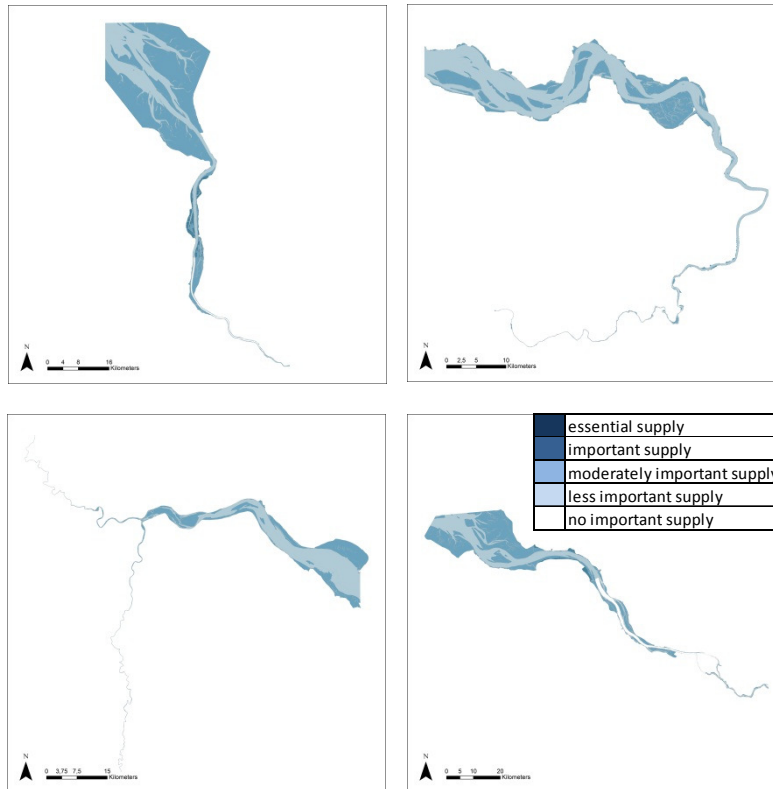 N
0 4 8 16
Kilometers
N
0 2,5 5 10
Kilometers
essential supply
important supply
moderately important supply
less important supply
no important supply
N
0 3,75 7,5 15
Kilometers
N
0 5 10 20
Kilometers